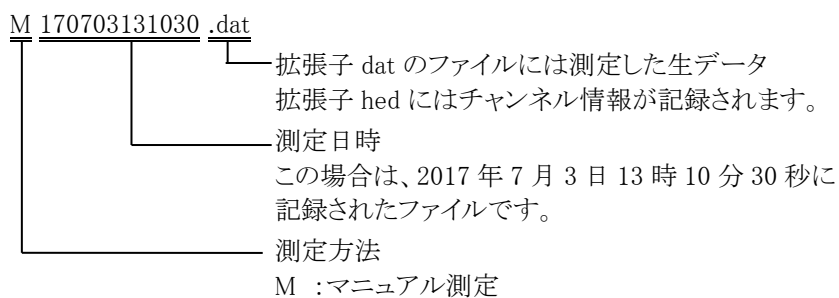 M 170703131030 .dat
拡張子 dat のファイルには測定した生データ
拡張子 hed にはチャンネル情報が記録されます。
測定日時
この場合は、2017 年 7 月 3 日 13 時 10 分 30 秒に
記録されたファイルです。
測定方法
M :マニュアル測定